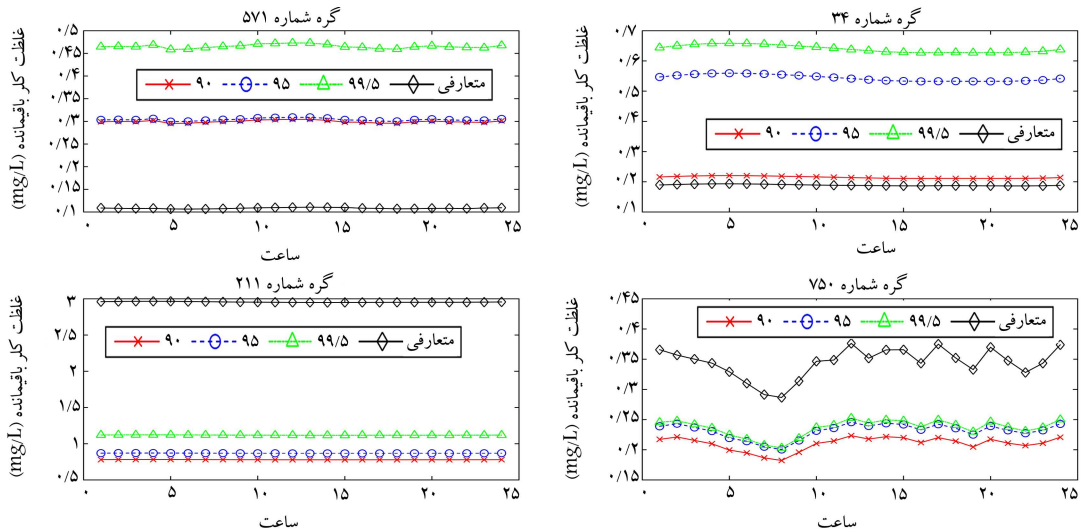 گره شماره ۵۷۱
غلظت کلر باقیمانده (mg/L)
۰/۵
۰/۴۵
۰/۴
۰/۳۵
۰/۳
۰/۲۵
۰/۲
۰/۱۵
۰/۱
۹۰ ۹۵ ۹۹/۵ متعارفی
۰ ۵ ۱۰ ۱۵ ۲۰ ۲۵
ساعت
گره شماره ۳۴
غلظت کلر باقیمانده (mg/L)
۰/۷
۰/۶
۰/۵
۰/۴
۰/۳
۰/۲
۰/۱
۹۰ ۹۵ ۹۹/۵ متعارفی
۰ ۵ ۱۰ ۱۵ ۲۰ ۲۵
ساعت
گره شماره ۲۱۱
غلظت کلر باقیمانده (mg/L)
۳
۲/۵
۲
۱/۵
۱
۰/۵
۹۰ ۹۵ ۹۹/۵ متعارفی
۰ ۵ ۱۰ ۱۵ ۲۰ ۲۵
ساعت
گره شماره ۷۵۰
غلظت کلر باقیمانده (mg/L)
۰/۴۵
۰/۴
۰/۳۵
۰/۳
۰/۲۵
۰/۲
۰/۱۵
۹۰ ۹۵ ۹۹/۵ متعارفی
۰ ۵ ۱۰ ۱۵ ۲۰ ۲۵
ساعت